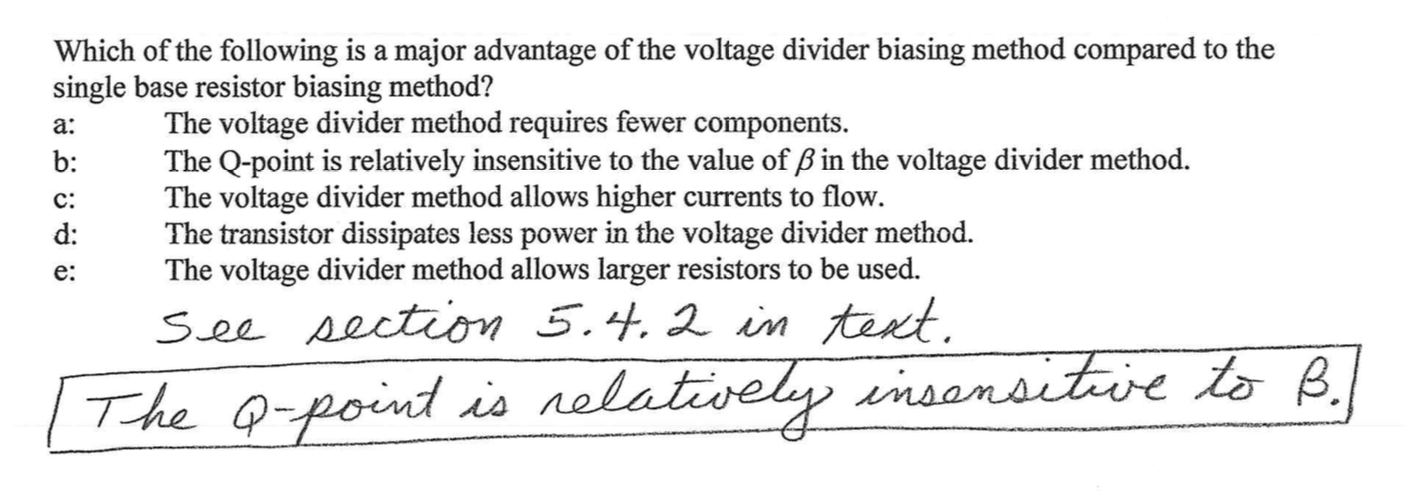 Which of the following is a major advantage of the voltage divider biasing method compared to the
single base resistor biasing method?
a: The voltage divider method requires fewer components.
b: The Q-point is relatively insensitive to the value of β in the voltage divider method.
c: The voltage divider method allows higher currents to flow.
d: The transistor dissipates less power in the voltage divider method.
e: The voltage divider method allows larger resistors to be used.
See section 5.4.2 in text.
The Q-point is relatively insensitive to β.